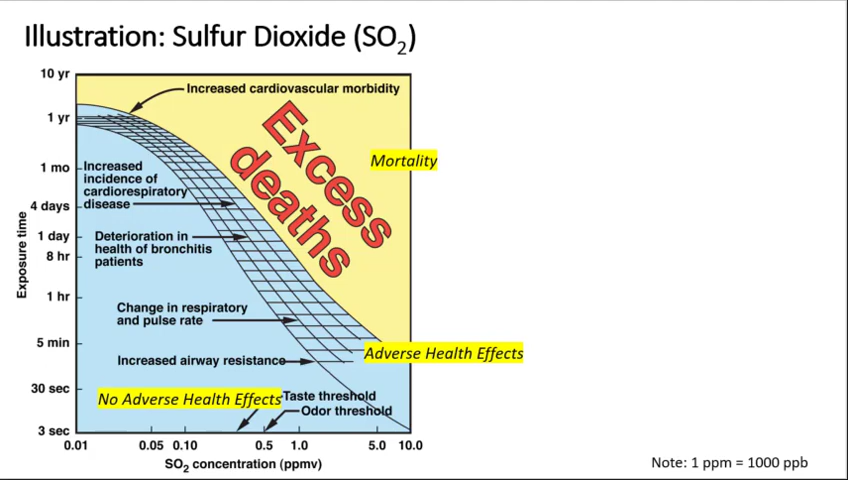 Illustration: Sulfur Dioxide (SO₂)
10 yr
Increased cardiovascular morbidity
1 yr
Excess
deaths
Mortality
1 mo
Increased
incidence of
cardiorespiratory
disease
4 days
1 day
Deterioration in
health of bronchitis
patients
8 hr
Exposure time
1 hr
Change in respiratory
and pulse rate
5 min
Adverse Health Effects
Increased airway resistance
30 sec
No Adverse Health Effects
Taste threshold
Odor threshold
3 sec
0.01 0.05 0.10 0.5 1.0 5.0 10.0
SO₂ concentration (ppmv)
Note: 1 ppm = 1000 ppb